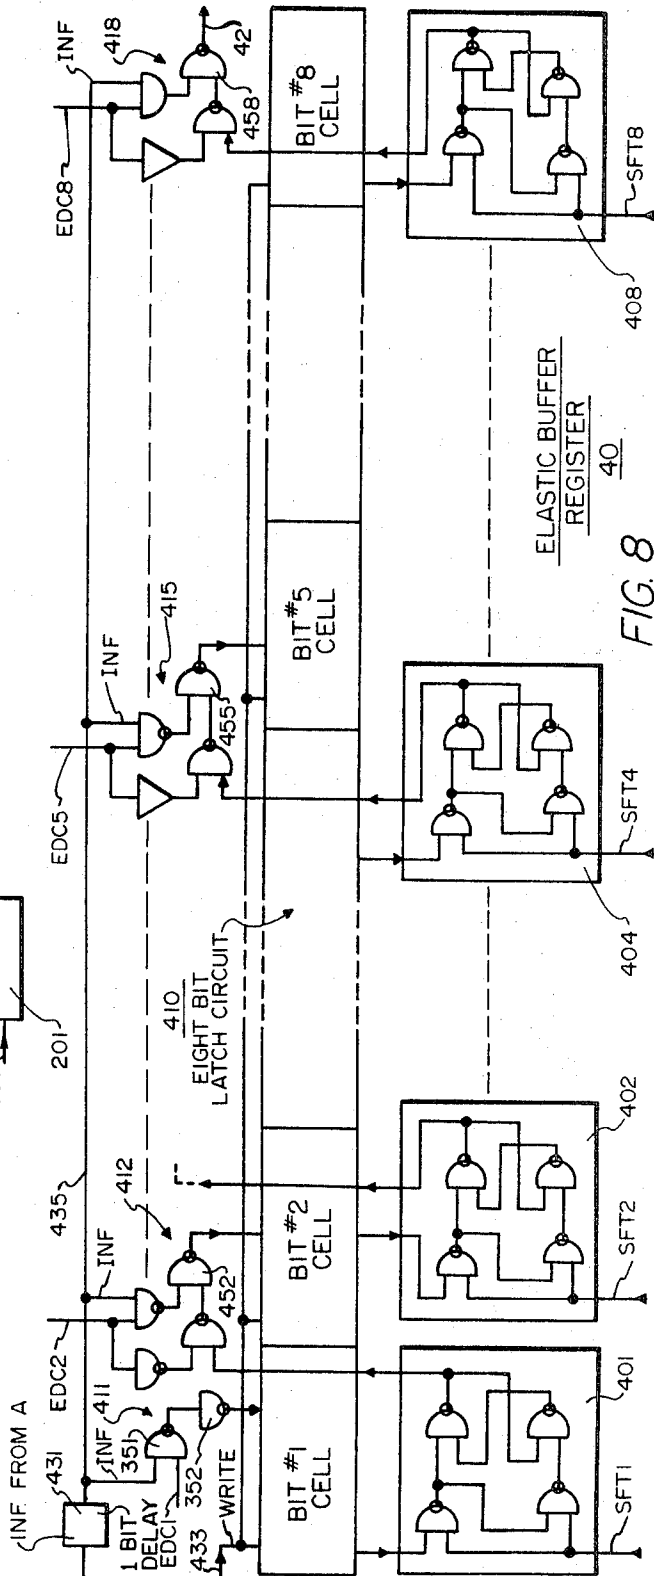 INF FROM A
431
1 BIT
DELAY
EDC1
433
WRITE
INF
351
411
352
EDC2
INF
412
452
435
201
410
EIGHT BIT
LATCH CIRCUIT
EDC5
INF
415
455
EDC8
INF
418
458
42
BIT #1
CELL
BIT #2
CELL
BIT #5
CELL
BIT #8
CELL
401
SFT1
402
SFT2
404
SFT4
408
SFT8
ELASTIC BUFFER
REGISTER
40
FIG. 8